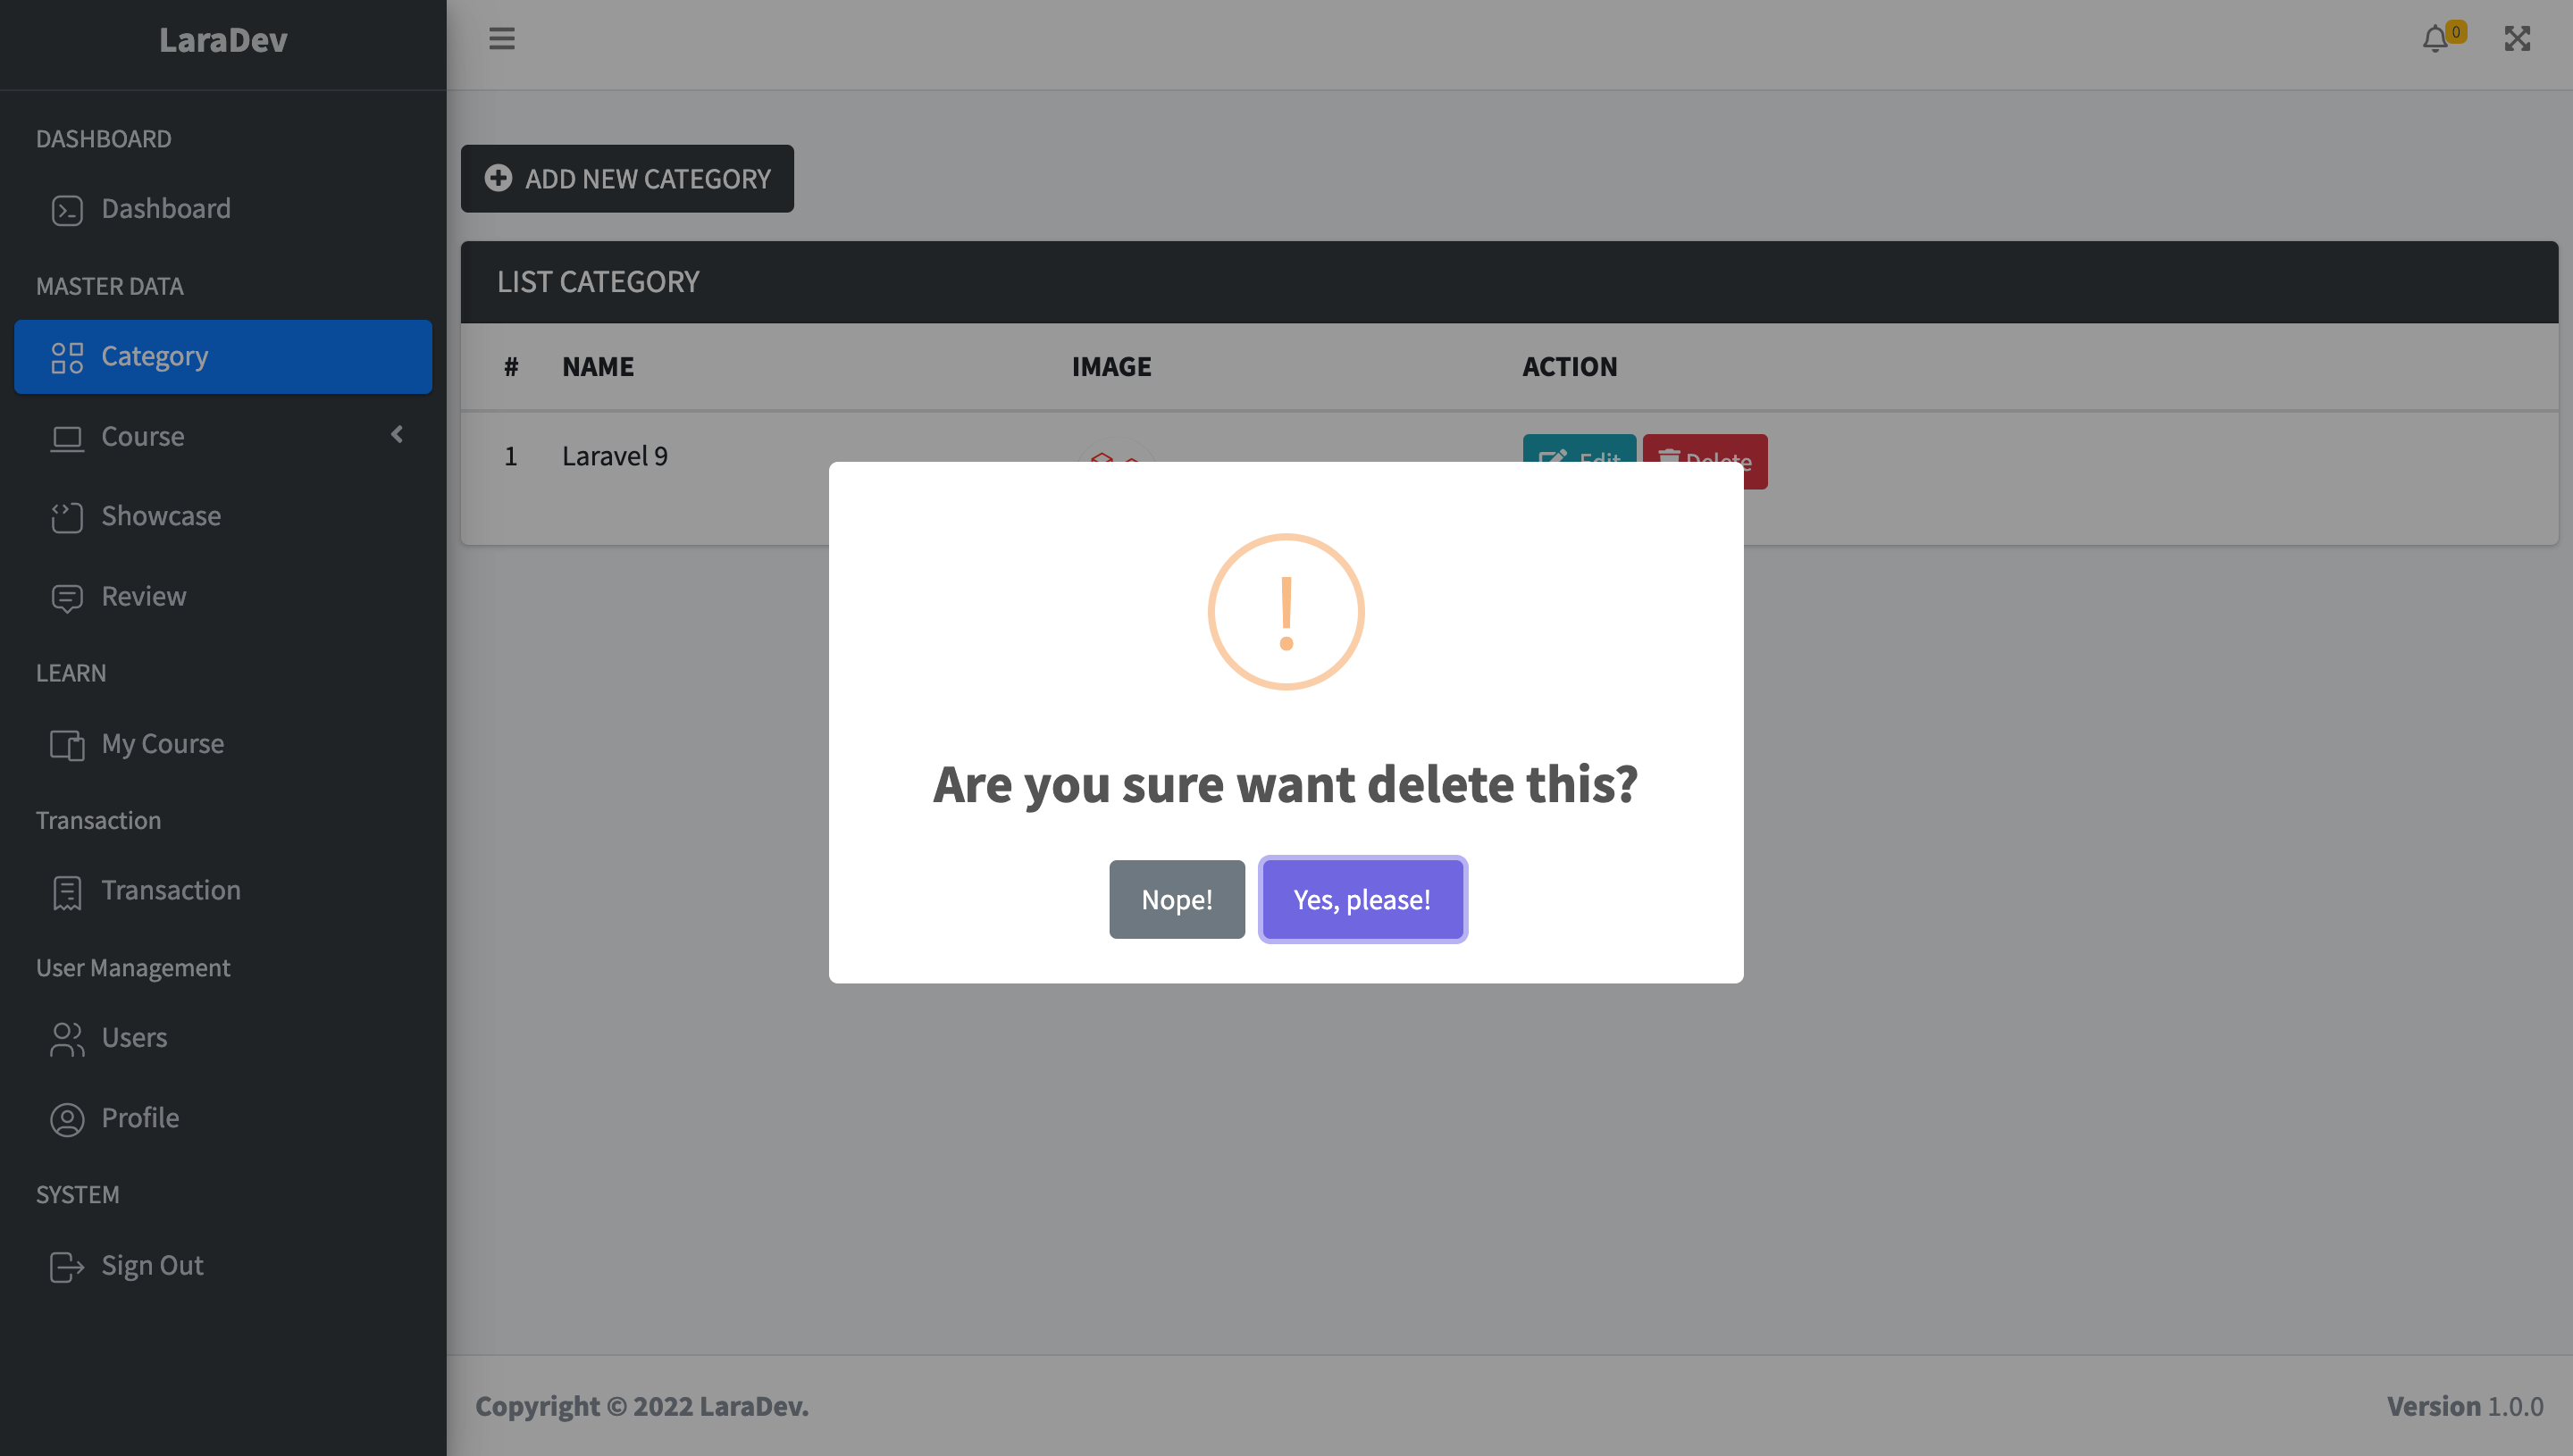 LaraDev
0
DASHBOARD
Dashboard
MASTER DATA
Category
Course
Showcase
Review
LEARN
My Course
Transaction
Transaction
User Management
Users
Profile
SYSTEM
Sign Out
ADD NEW CATEGORY
LIST CATEGORY
# NAME IMAGE ACTION
1 Laravel 9 Edit Delete
!
Are you sure want delete this?
Nope! Yes, please!
Copyright © 2022 LaraDev. Version 1.0.0